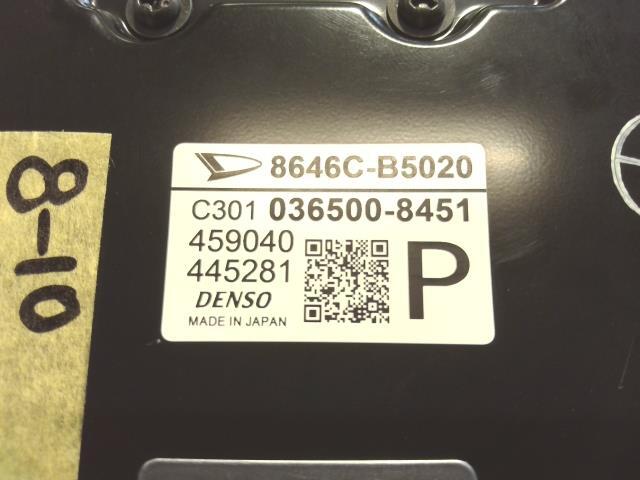 8646C-B5020
C301 036500-8451
459040
445281
P
DENSO
MADE IN JAPAN
8-10